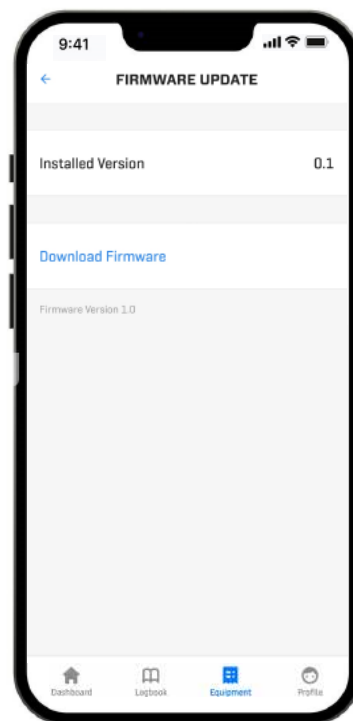 9:41
FIRMWARE UPDATE
Installed Version 0.1
Download Firmware
Firmware Version 1.0
Dashboard Logbook Equipment Profile